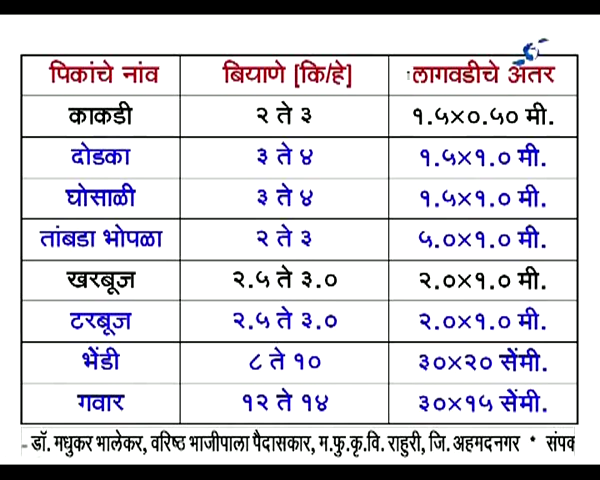 पिकांचे नांव बियाणे [कि/हे] लागवडीचे अंतर
काकडी २ ते ३ १.५×०.५० मी.
दोडका ३ ते ४ १.५×१.० मी.
घोसाळी ३ ते ४ १.५×१.० मी.
तांबडा भोपळा २ ते ३ ५.०×१.० मी.
खरबूज २.५ ते ३.० २.०×१.० मी.
टरबूज २.५ ते ३.० २.०×१.० मी.
भेंडी ८ ते १० ३०×२० सेंमी.
गवार १२ ते १४ ३०×१५ सेंमी.
- डॉ. मधुकर भालेकर, वरिष्ठ भाजीपाला पैदासकार, म.फु.कृ.वि. राहुरी, जि. अहमदनगर * संपक